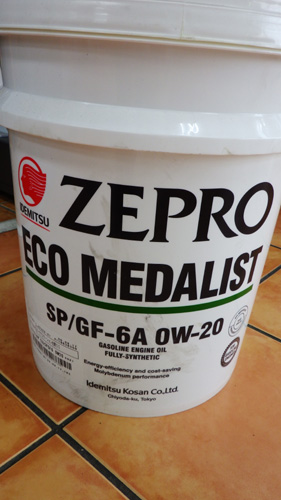 IDEMITSU
ZEPRO
ECO MEDALIST
SP/GF-6A 0W-20
GASOLINE ENGINE OIL
FULLY-SYNTHETIC
Energy-efficiency and cost-saving
Molybdenum performance
Idemitsu Kosan Co.,Ltd.
Chiyoda-ku, Tokyo